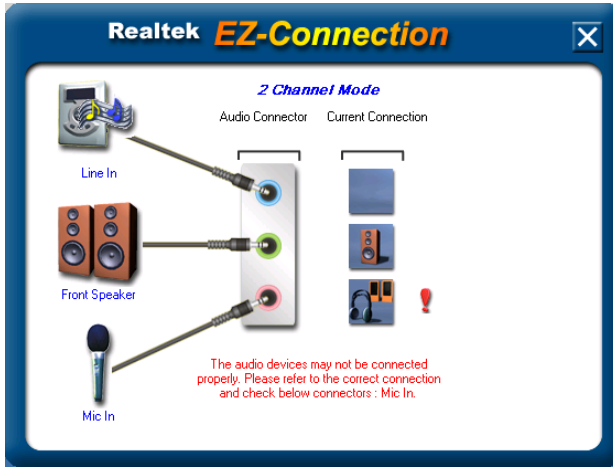 Realtek EZ-Connection
2 Channel Mode
Audio Connector Current Connection
Line In
Front Speaker
Mic In
The audio devices may not be connected
properly. Please refer to the correct connection
and check below connectors : Mic In.